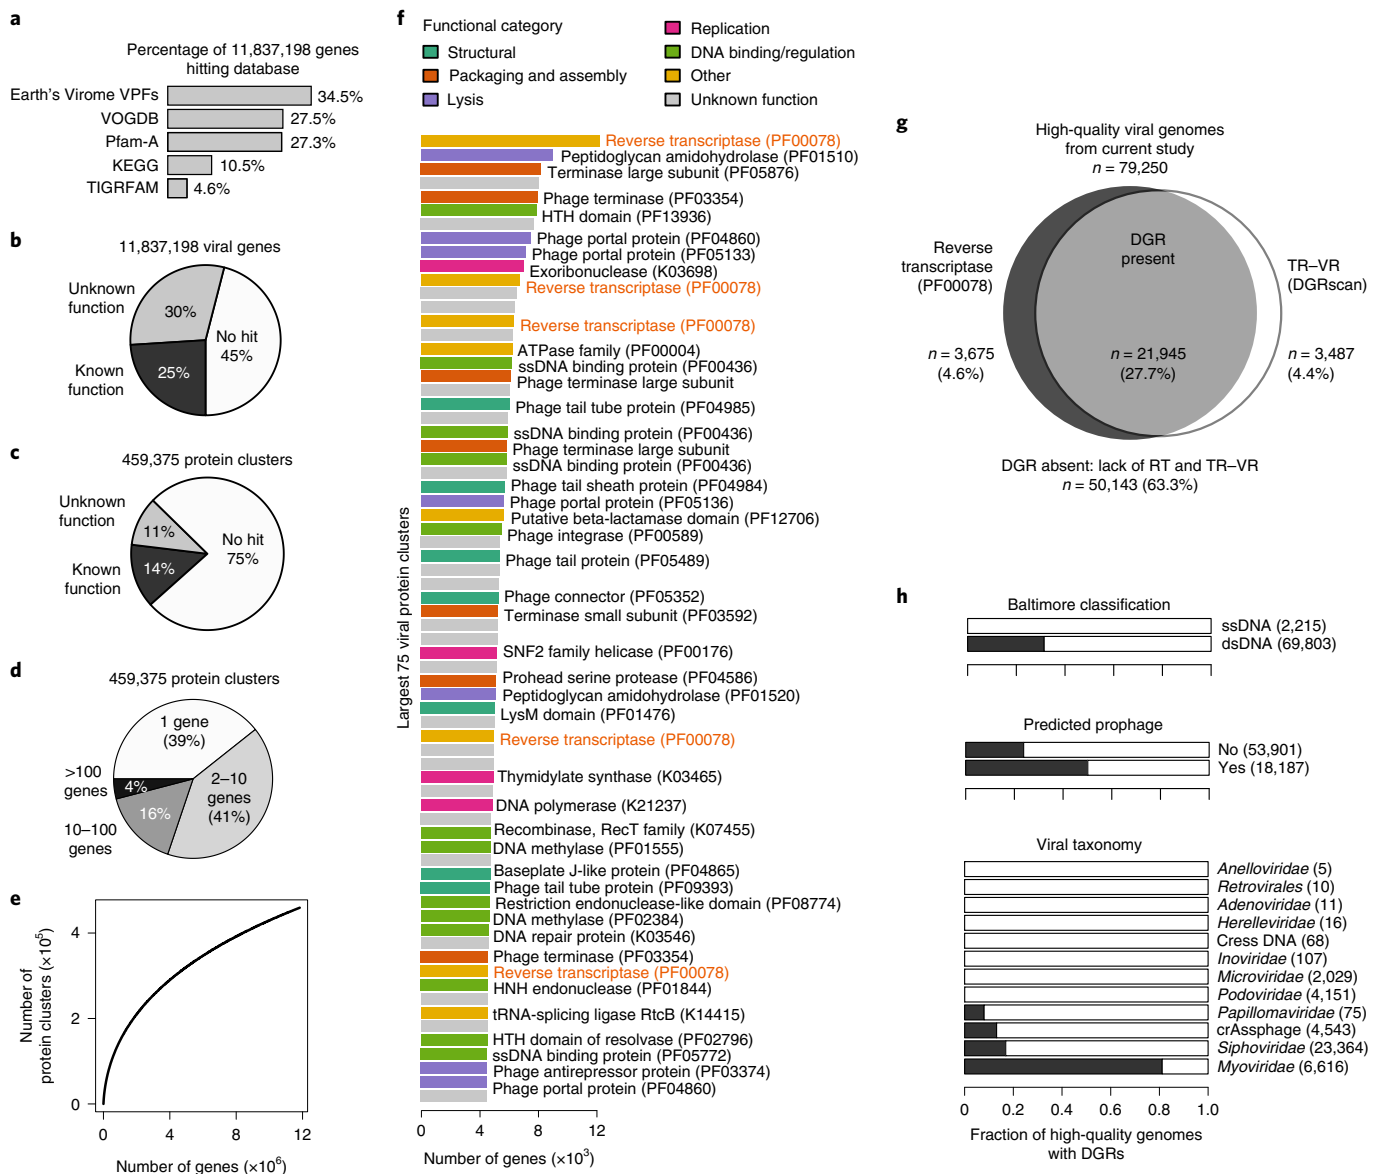 a
Percentage of 11,837,198 genes
hitting database
Earth's Virome VPFs
34.5%
VOGDB
27.5%
Pfam-A
27.3%
KEGG
10.5%
TIGRFAM
4.6%
b
11,837,198 viral genes
Unknown
function
30%
No hit
45%
Known
function
25%
c
459,375 protein clusters
Unknown
function
11%
No hit
75%
Known
function
14%
d
459,375 protein clusters
1 gene
(39%)
>100
genes
4%
2–10
genes
(41%)
16%
10–100
genes
e
Number of
protein clusters (×10⁵)
4
2
0
0 4 8 12
Number of genes (×10⁶)
f
Functional category
Structural
Packaging and assembly
Lysis
Replication
DNA binding/regulation
Other
Unknown function
Largest 75 viral protein clusters
Reverse transcriptase (PF00078)
Peptidoglycan amidohydrolase (PF01510)
Terminase large subunit (PF05876)
Phage terminase (PF03354)
HTH domain (PF13936)
Phage portal protein (PF04860)
Phage portal protein (PF05133)
Exoribonuclease (K03698)
Reverse transcriptase (PF00078)
Reverse transcriptase (PF00078)
ATPase family (PF00004)
ssDNA binding protein (PF00436)
Phage terminase large subunit
Phage tail tube protein (PF04985)
ssDNA binding protein (PF00436)
Phage terminase large subunit
ssDNA binding protein (PF00436)
Phage tail sheath protein (PF04984)
Phage portal protein (PF05136)
Putative beta-lactamase domain (PF12706)
Phage integrase (PF00589)
Phage tail protein (PF05489)
Phage connector (PF05352)
Terminase small subunit (PF03592)
SNF2 family helicase (PF00176)
Prohead serine protease (PF04586)
Peptidoglycan amidohydrolase (PF01520)
LysM domain (PF01476)
Reverse transcriptase (PF00078)
Thymidylate synthase (K03465)
DNA polymerase (K21237)
Recombinase, RecT family (K07455)
DNA methylase (PF01555)
Baseplate J-like protein (PF04865)
Phage tail tube protein (PF09393)
Restriction endonuclease-like domain (PF08774)
DNA methylase (PF02384)
DNA repair protein (K03546)
Phage terminase (PF03354)
Reverse transcriptase (PF00078)
HNH endonuclease (PF01844)
tRNA-splicing ligase RtcB (K14415)
HTH domain of resolvase (PF02796)
ssDNA binding protein (PF05772)
Phage antirepressor protein (PF03374)
Phage portal protein (PF04860)
0 4 8 12
Number of genes (×10³)
g
High-quality viral genomes
from current study
n = 79,250
Reverse
transcriptase
(PF00078)
DGR
present
TR–VR
(DGRscan)
n = 3,675
(4.6%)
n = 21,945
(27.7%)
n = 3,487
(4.4%)
DGR absent: lack of RT and TR–VR
n = 50,143 (63.3%)
h
Baltimore classification
ssDNA (2,215)
dsDNA (69,803)
Predicted prophage
No (53,901)
Yes (18,187)
Viral taxonomy
Anelloviridae (5)
Retrovirales (10)
Adenoviridae (11)
Herelleviridae (16)
Cress DNA (68)
Inoviridae (107)
Microviridae (2,029)
Podoviridae (4,151)
Papillomaviridae (75)
crAssphage (4,543)
Siphoviridae (23,364)
Myoviridae (6,616)
0 0.2 0.4 0.6 0.8 1.0
Fraction of high-quality genomes
with DGRs